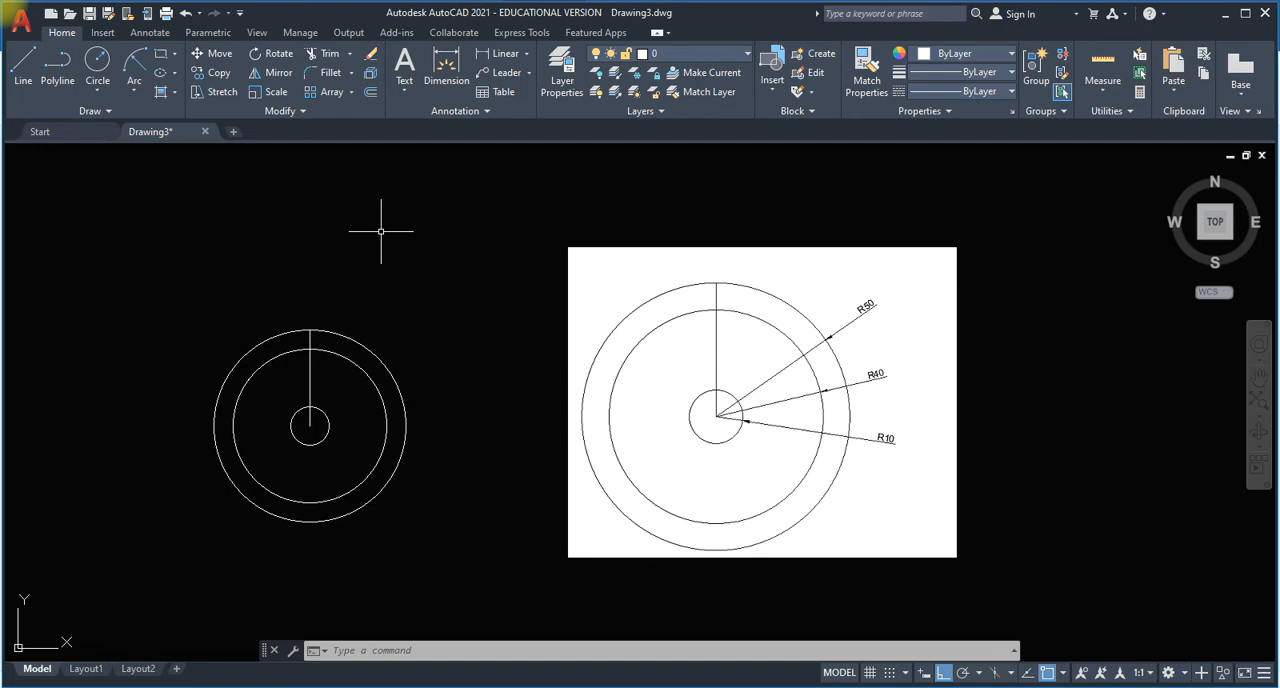 Autodesk AutoCAD 2021 - EDUCATIONAL VERSION Drawing3.dwg
Type a keyword or phrase
Sign In
Home Insert Annotate Parametric View Manage Output Add-ins Collaborate Express Tools Featured Apps
Line Polyline Circle Arc
Move Rotate Trim
Copy Mirror Fillet
Stretch Scale Array
Text Dimension
Linear
Leader
Table
Layer Properties
0
Make Current
Match Layer
Insert
Create
Edit
Match Properties
ByLayer
ByLayer
ByLayer
Group
Measure
Paste
Base
Draw Modify Annotation Layers Block Properties Groups Utilities Clipboard View
Start Drawing3*
N
W TOP E
S
WCS
R50
R40
R10
Y
X
Type a command
Model Layout1 Layout2
MODEL 1:1